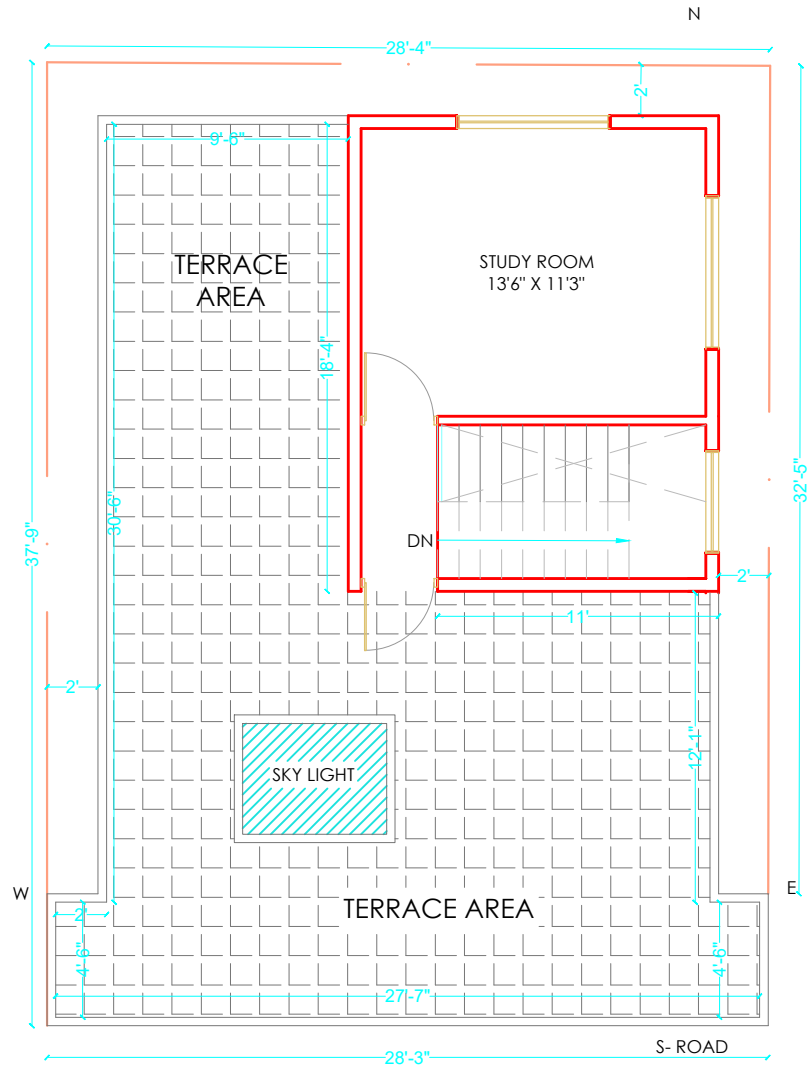 N
28'-4"
2'
9'-6"
TERRACE
AREA
STUDY ROOM
13'6" X 11'3"
18'-4"
32'-5"
30'-6"
37'-9"
DN
2'
11'
2'
12'-1"
SKY LIGHT
W
E
2'
TERRACE AREA
4'-6"
4'-6"
27'-7"
S- ROAD
28'-3"